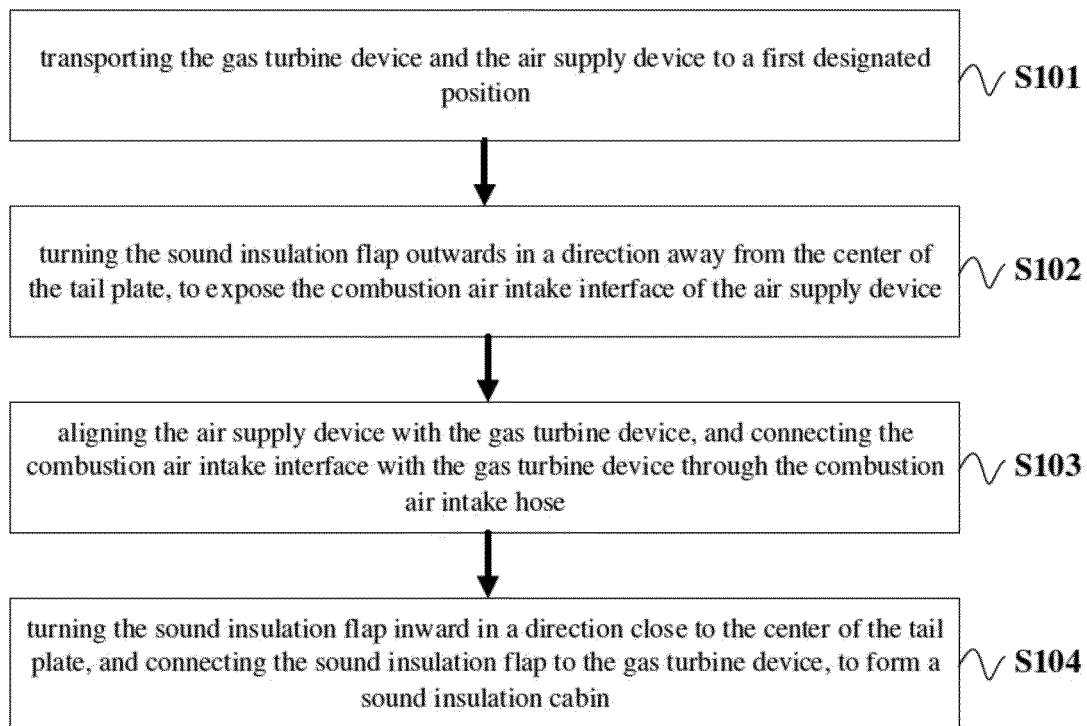 transporting the gas turbine device and the air supply device to a first designated
position
S101
turning the sound insulation flap outwards in a direction away from the center of
the tail plate, to expose the combustion air intake interface of the air supply device
S102
aligning the air supply device with the gas turbine device, and connecting the
combustion air intake interface with the gas turbine device through the combustion
air intake hose
S103
turning the sound insulation flap inward in a direction close to the center of the tail
plate, and connecting the sound insulation flap to the gas turbine device, to form a
sound insulation cabin
S104